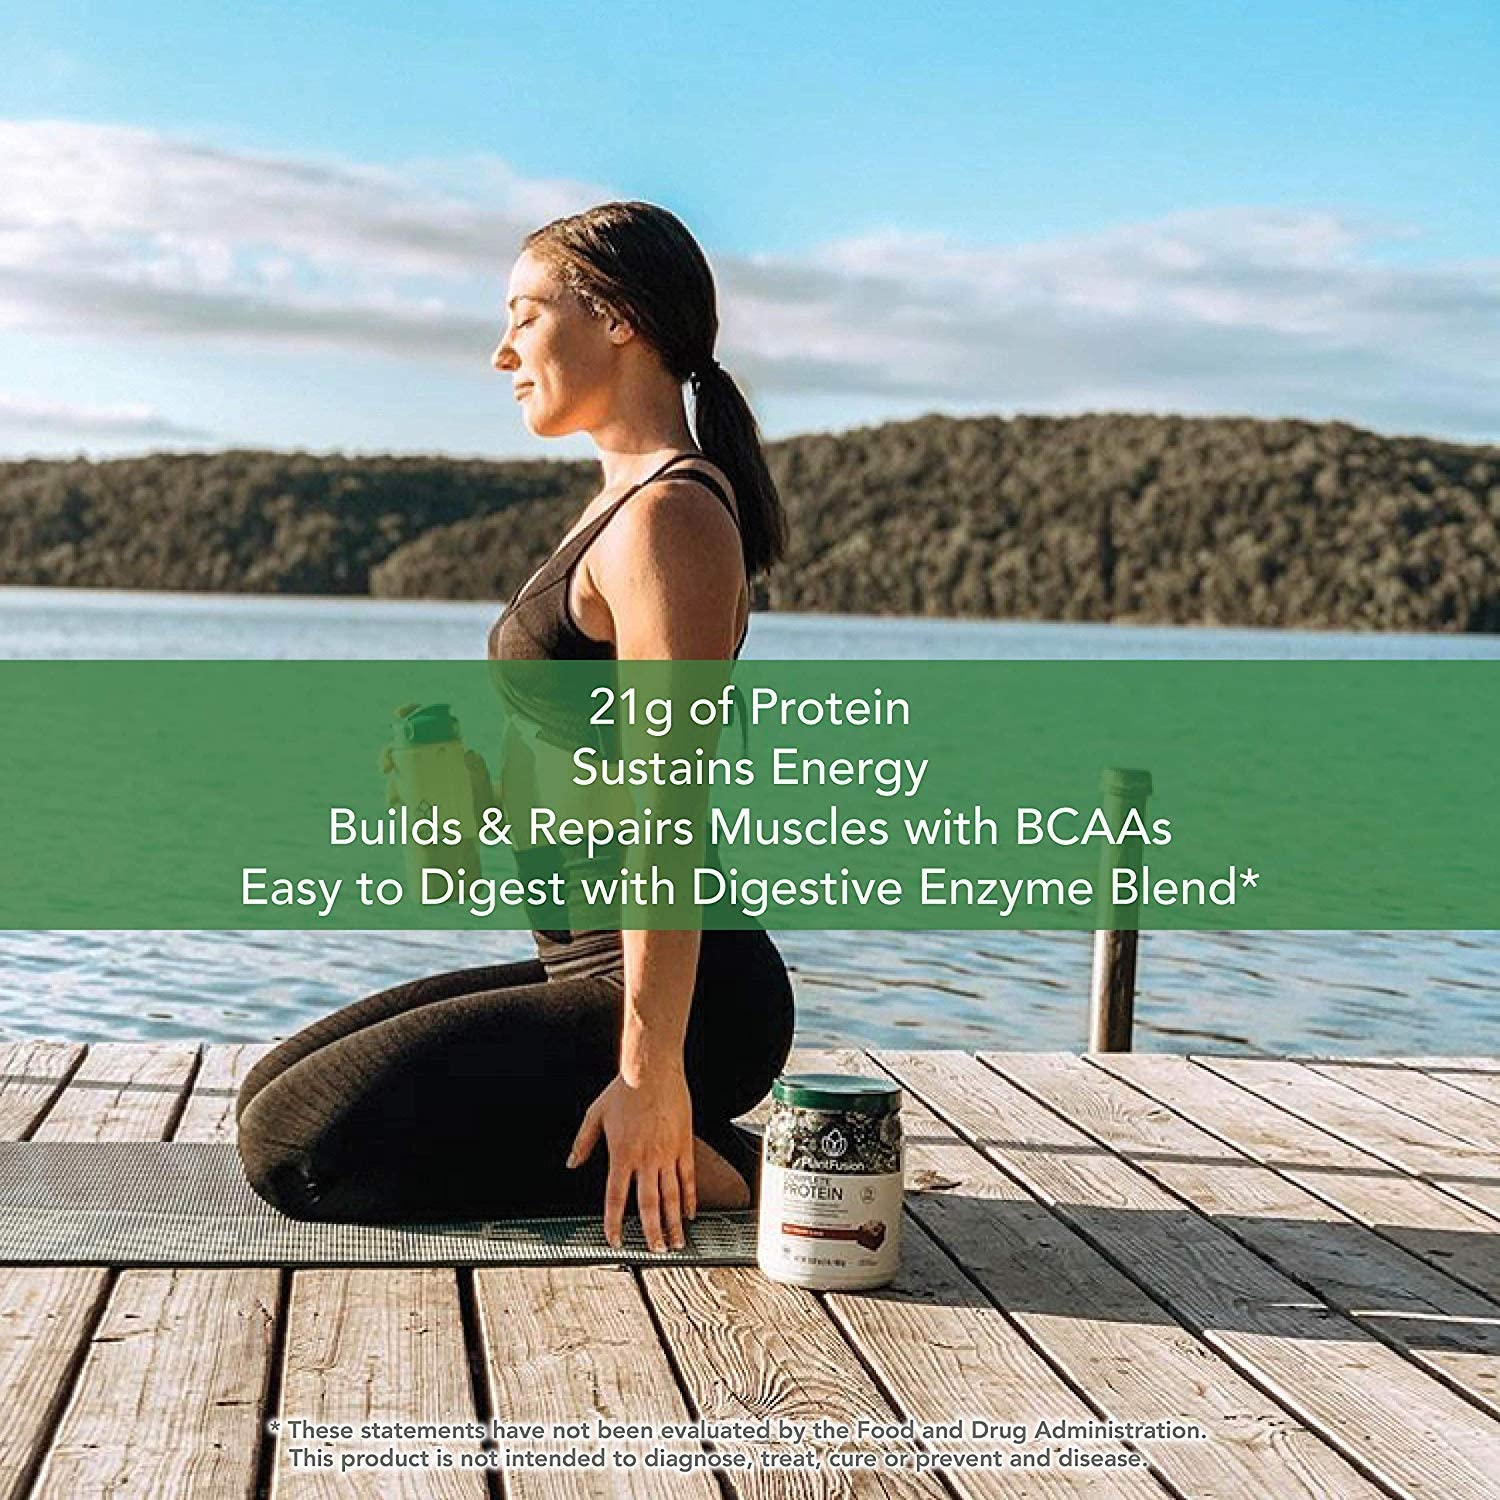 21g of Protein
Sustains Energy
Builds & Repairs Muscles with BCAAs
Easy to Digest with Digestive Enzyme Blend*
PlantFusion
COMPLETE
PROTEIN
* These statements have not been evaluated by the Food and Drug Administration.
This product is not intended to diagnose, treat, cure or prevent and disease.